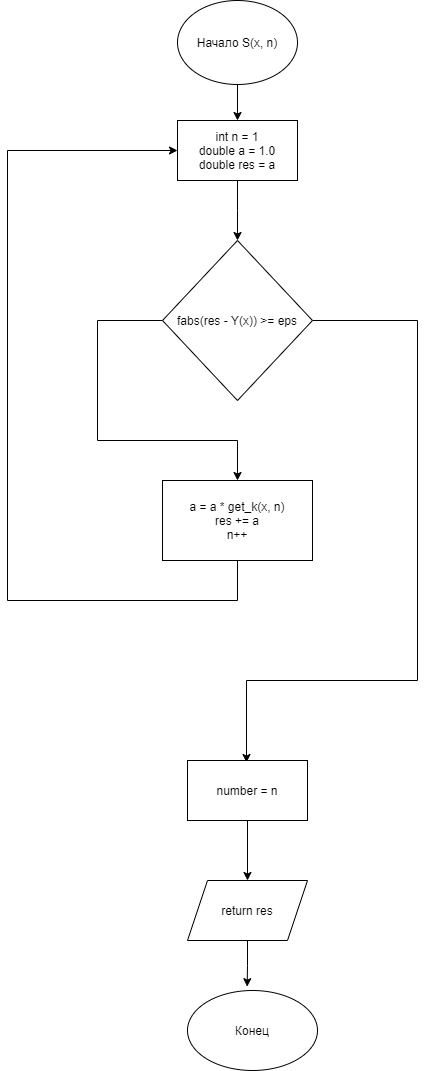 Начало S(x, n)
int n = 1
double a = 1.0
double res = a
fabs(res - Y(x)) >= eps
a = a * get_k(x, n)
res += a
n++
number = n
return res
Конец